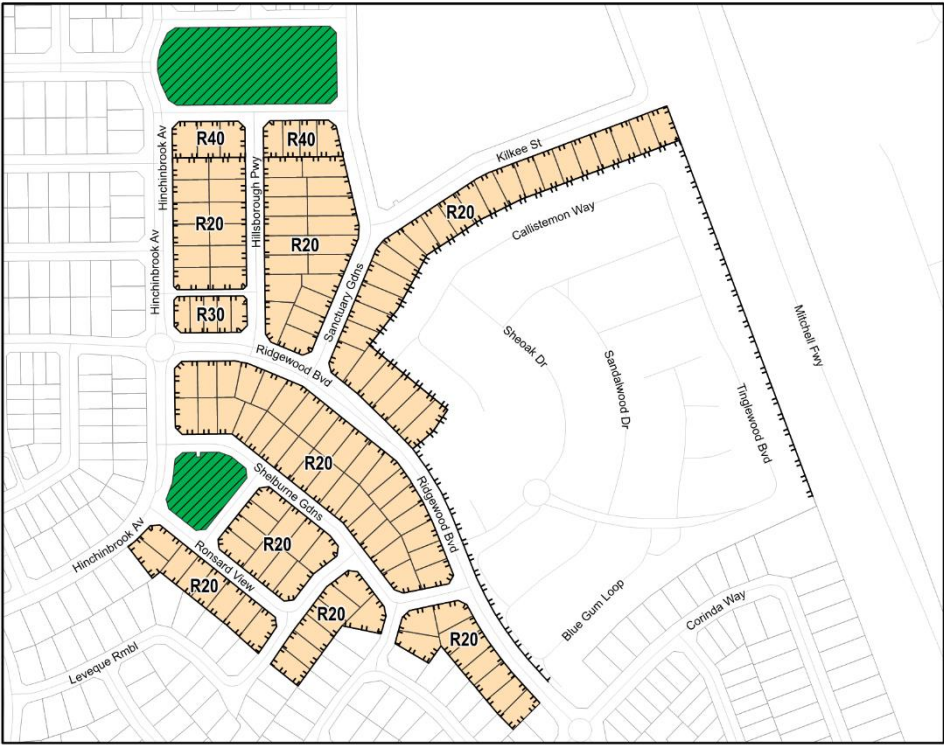 R40
R40
Hinchinbrook Av
Hillsborough Pwy
Kilkee St
R20
R20
R20
Callistemon Way
Hinchinbrook Av
Sanctuary Gdns
R30
Mitchell Fwy
Ridgewood Bvd
Sheoak Dr
Sandalwood Dr
Tinglewood Bvd
R20
Shelburne Gdns
Ridgewood Bvd
Hinchinbrook Av
R20
Ronsard View
R20
R20
R20
Blue Gum Loop
Corinda Way
Leveque Rmbl